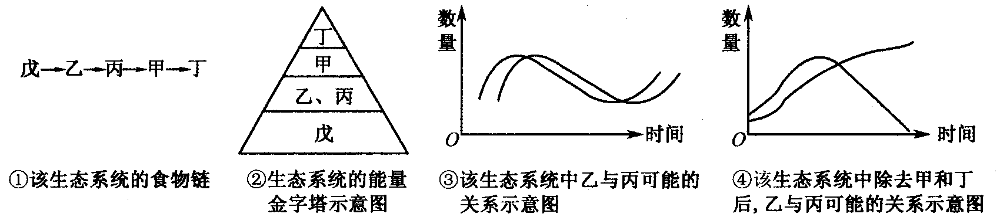 戊→乙→丙→甲→丁
①该生态系统的食物链
丁
甲
乙、丙
戊
②生态系统的能量
金字塔示意图
数
量
O
时间
③该生态系统中乙与丙可能的
关系示意图
数
量
O
时间
④该生态系统中除去甲和丁
后,乙与丙可能的关系示意图